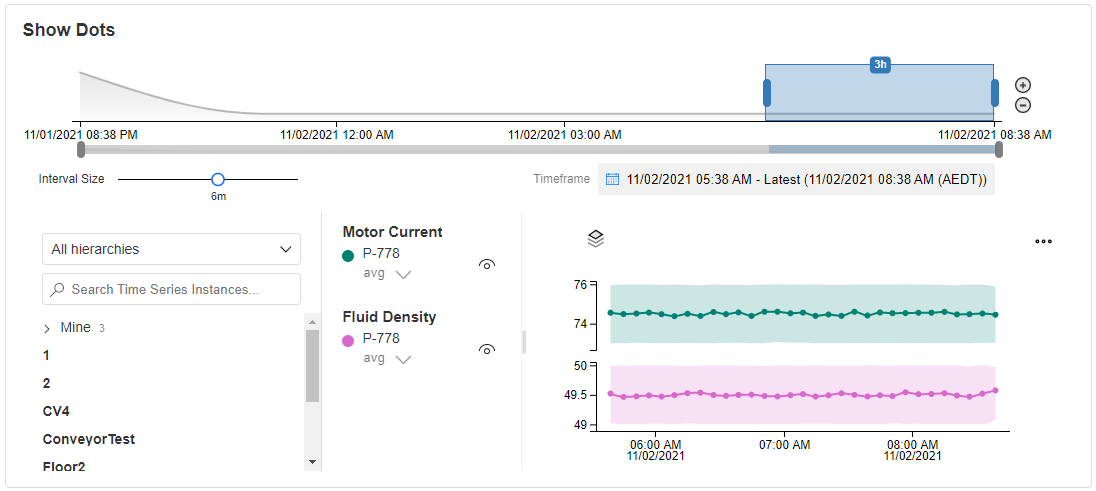 Show Dots
3h
11/01/2021 08:38 PM
11/02/2021 12:00 AM
11/02/2021 03:00 AM
11/02/2021 08:38 AM
Interval Size
6m
Timeframe
11/02/2021 05:38 AM - Latest (11/02/2021 08:38 AM (AEDT))
All hierarchies
Search Time Series Instances...
Mine 3
1
2
CV4
ConveyorTest
Floor2
Motor Current
P-778
avg
Fluid Density
P-778
avg
76
74
50
49.5
49
06:00 AM
11/02/2021
07:00 AM
08:00 AM
11/02/2021